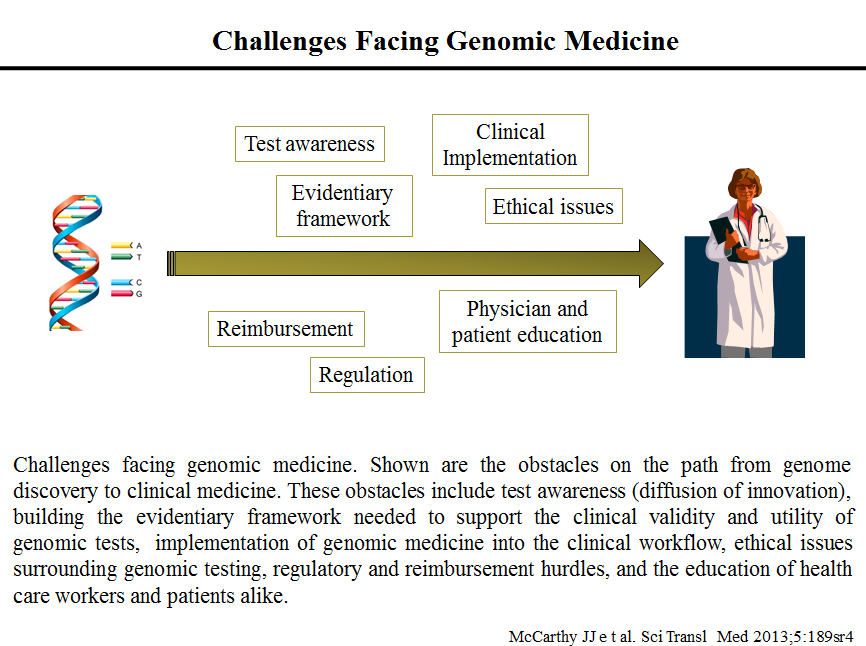 Challenges Facing Genomic Medicine
Test awareness
Clinical
Implementation
Evidentiary
framework
Ethical issues
A
T
C
G
Reimbursement
Physician and
patient education
Regulation
Challenges facing genomic medicine. Shown are the obstacles on the path from genome
discovery to clinical medicine. These obstacles include test awareness (diffusion of innovation),
building the evidentiary framework needed to support the clinical validity and utility of
genomic tests, implementation of genomic medicine into the clinical workflow, ethical issues
surrounding genomic testing, regulatory and reimbursement hurdles, and the education of health
care workers and patients alike.
McCarthy JJ et al. Sci Transl Med 2013;5:189sr4